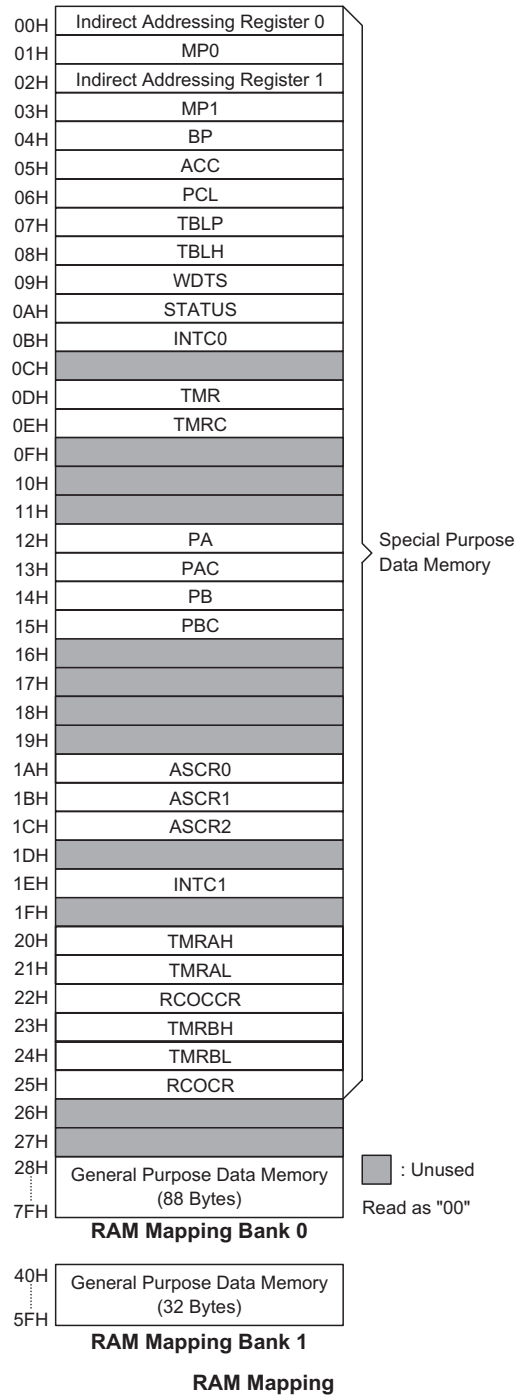 00H Indirect Addressing Register 0
01H MP0
02H Indirect Addressing Register 1
03H MP1
04H BP
05H ACC
06H PCL
07H TBLP
08H TBLH
09H WDTS
0AH STATUS
0BH INTC0
0CH
0DH TMR
0EH TMRC
0FH
10H
11H
12H PA
13H PAC
14H PB
15H PBC
16H
17H
18H
19H
1AH ASCR0
1BH ASCR1
1CH ASCR2
1DH
1EH INTC1
1FH
20H TMRAH
21H TMRAL
22H RCOCCR
23H TMRBH
24H TMRBL
25H RCOCR
26H
27H
28H
General Purpose Data Memory
(88 Bytes)
7FH
Special Purpose
Data Memory
: Unused
Read as "00"
RAM Mapping Bank 0
40H
General Purpose Data Memory
(32 Bytes)
5FH
RAM Mapping Bank 1
RAM Mapping